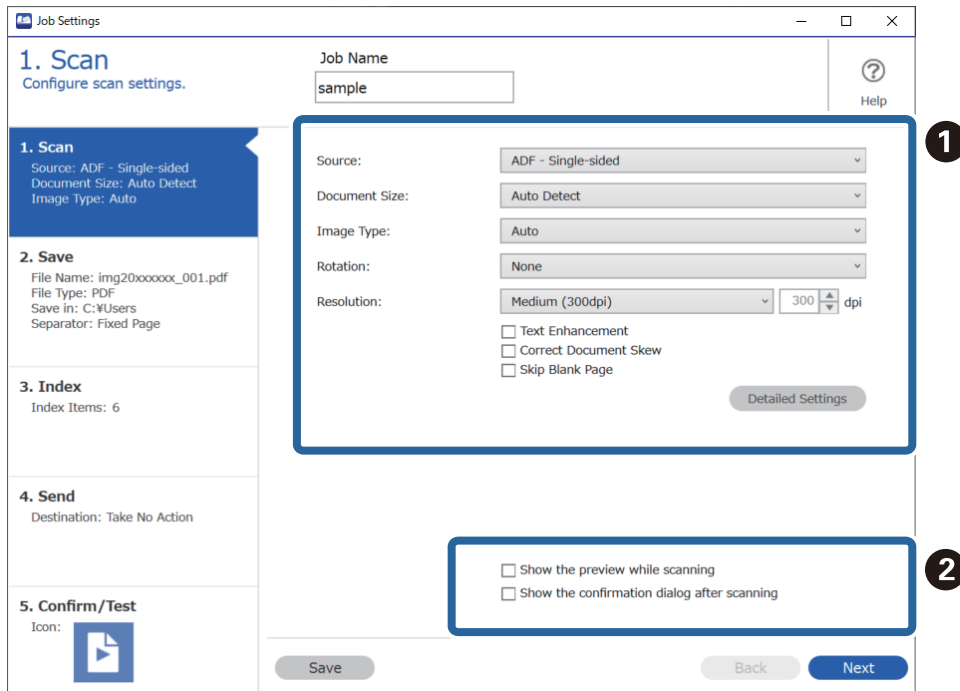 Job Settings
1. Scan
Configure scan settings.
Job Name
sample
Help
1. Scan
Source: ADF - Single-sided
Document Size: Auto Detect
Image Type: Auto
2. Save
File Name: img20xxxxxx_001.pdf
File Type: PDF
Save in: C:¥Users
Separator: Fixed Page
3. Index
Index Items: 6
4. Send
Destination: Take No Action
5. Confirm/Test
Icon:
1
Source: ADF - Single-sided
Document Size: Auto Detect
Image Type: Auto
Rotation: None
Resolution: Medium (300dpi) 300 dpi
Text Enhancement
Correct Document Skew
Skip Blank Page
Detailed Settings
2
Show the preview while scanning
Show the confirmation dialog after scanning
Save Back Next